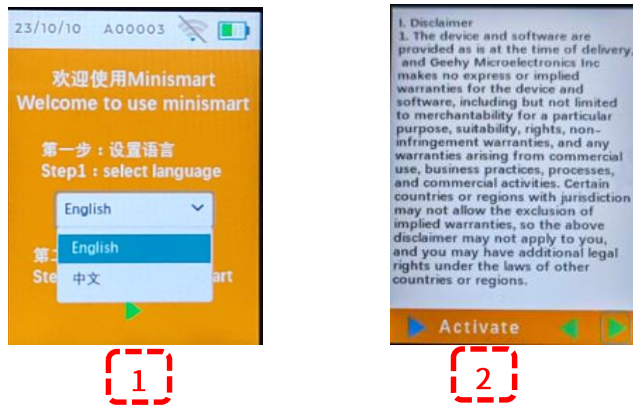 23/10/10 A00003
欢迎使用Minismart
Welcome to use minismart
第一步：设置语言
Step1 : select language
English
English
中文
第
Ste
art
1
I. Disclaimer
1. The device and software are
provided as is at the time of delivery,
and Geehy Microelectronics Inc
makes no express or implied
warranties for the device and
software, including but not limited
to merchantability for a particular
purpose, suitability, rights, non-
infringement warranties, and any
warranties arising from commercial
use, business practices, processes,
and commercial activities. Certain
countries or regions with jurisdiction
may not allow the exclusion of
implied warranties, so the above
disclaimer may not apply to you,
and you may have additional legal
rights under the laws of other
countries or regions.
Activate
2